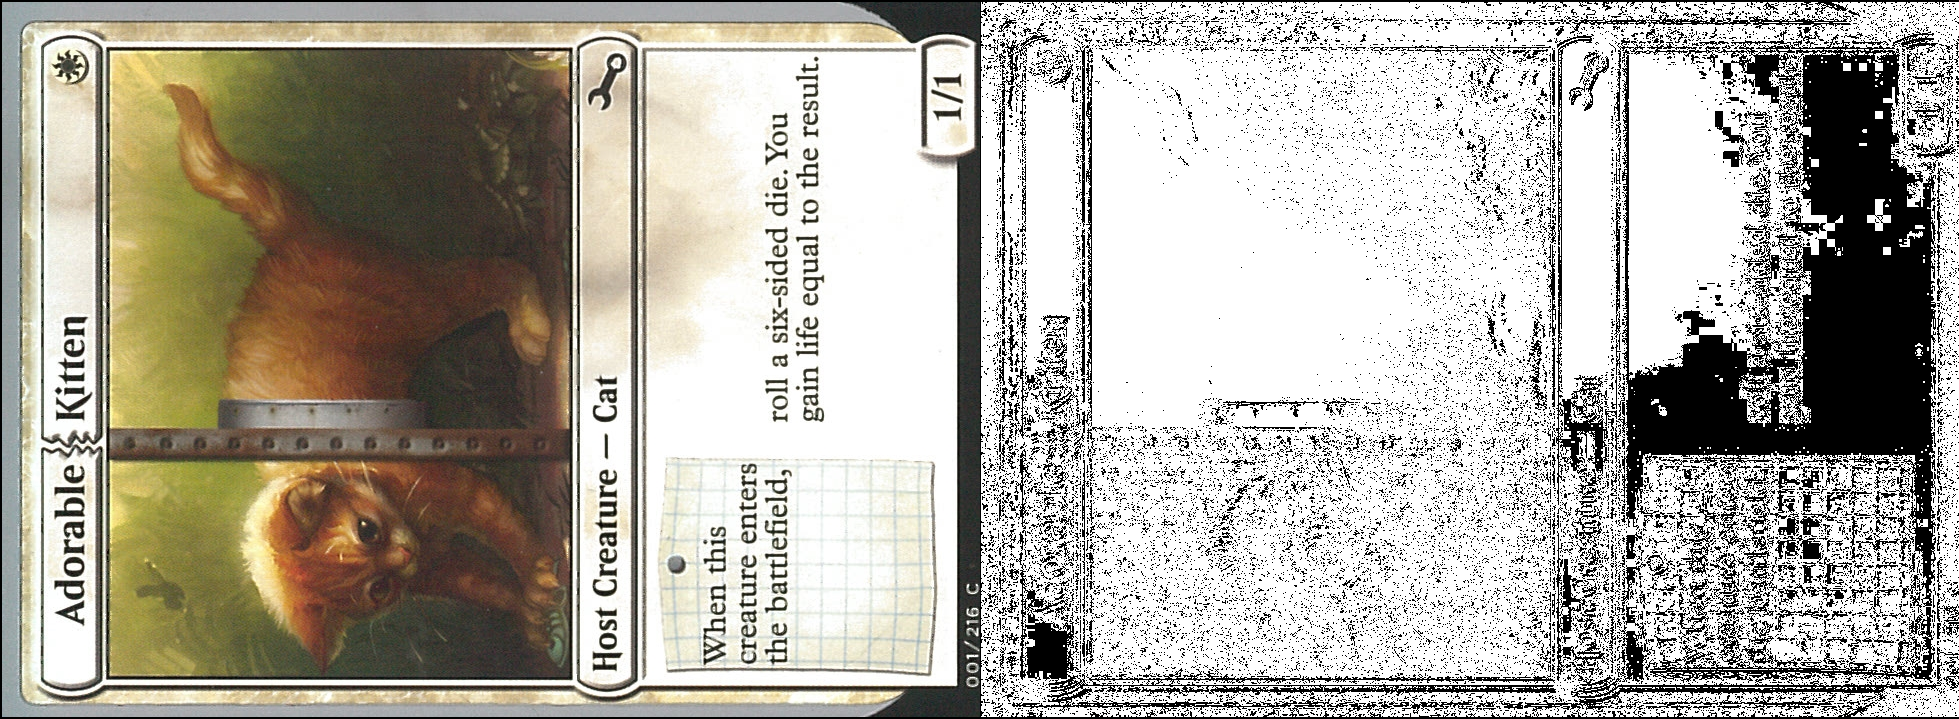 Adorable Kitten
Host Creature — Cat
When this
creature enters
the battlefield,
roll a six-sided die. You
gain life equal to the result.
1/1
001/216 C